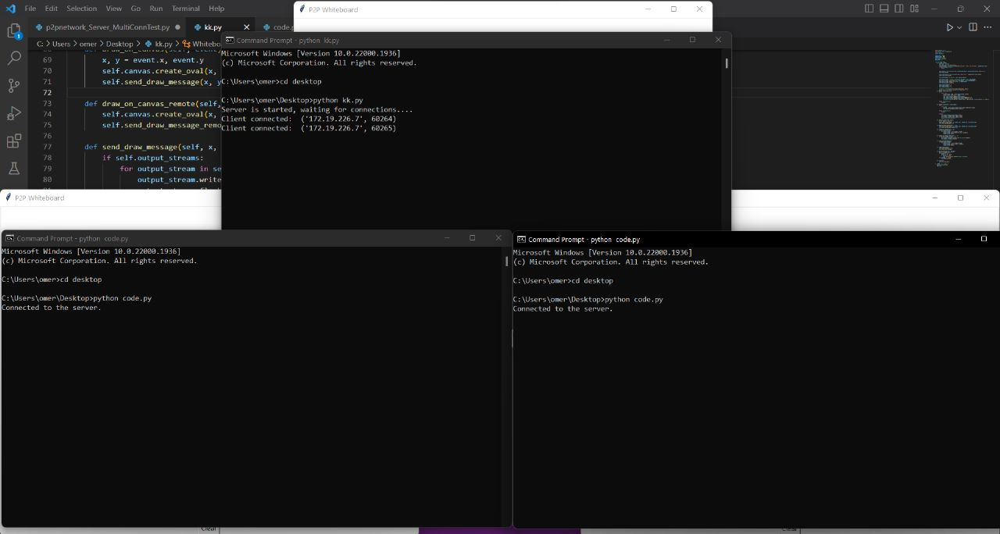 File Edit Selection View Go Run Terminal Help
P2P Whiteboard
p2pnetwork_Server_MultiConnTest.py
kk.py
code.
C: > Users > omer > Desktop > kk.py > Whitebo
69 x, y = event.x, event.y
70 self.canvas.create_oval(x,
71 self.send_draw_message(x, y
72
73 def draw_on_canvas_remote(self,
74 self.canvas.create_oval(x,
75 self.send_draw_message_remo
76
77 def send_draw_message(self, x,
78 if self.output_streams:
79 for output_stream in se
80 output_stream.write
1
Command Prompt - python kk.py
Microsoft Windows [Version 10.0.22000.1936]
(c) Microsoft Corporation. All rights reserved.
C:\Users\omer>cd desktop
C:\Users\omer\Desktop>python kk.py
Server is started, waiting for connections....
Client connected: ('172.19.226.7', 60264)
Client connected: ('172.19.226.7', 60265)
P2P Whiteboard
Command Prompt - python code.py
Microsoft Windows [Version 10.0.22000.1936]
(c) Microsoft Corporation. All rights reserved.
C:\Users\omer>cd desktop
C:\Users\omer\Desktop>python code.py
Connected to the server.
Command Prompt - python code.py
Microsoft Windows [Version 10.0.22000.1936]
(c) Microsoft Corporation. All rights reserved.
C:\Users\omer>cd desktop
C:\Users\omer\Desktop>python code.py
Connected to the server.
Clear
Clear